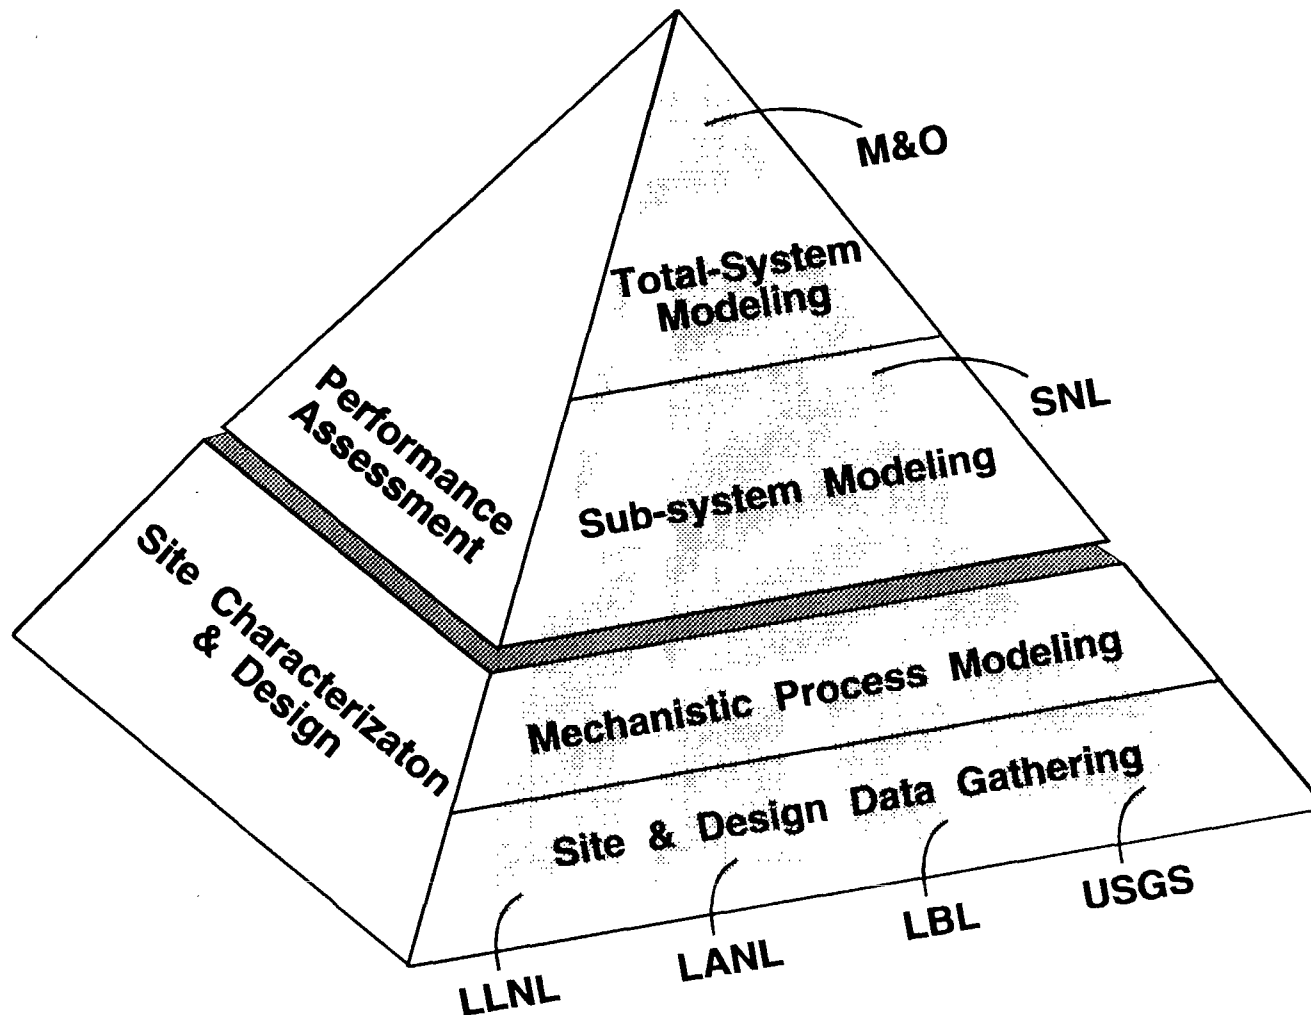 M&O
Total-System
Modeling
SNL
Performance
Assessment
Sub-system Modeling
Site Characterizaton
& Design
Mechanistic Process Modeling
Site & Design Data Gathering
LLNL
LANL
LBL
USGS